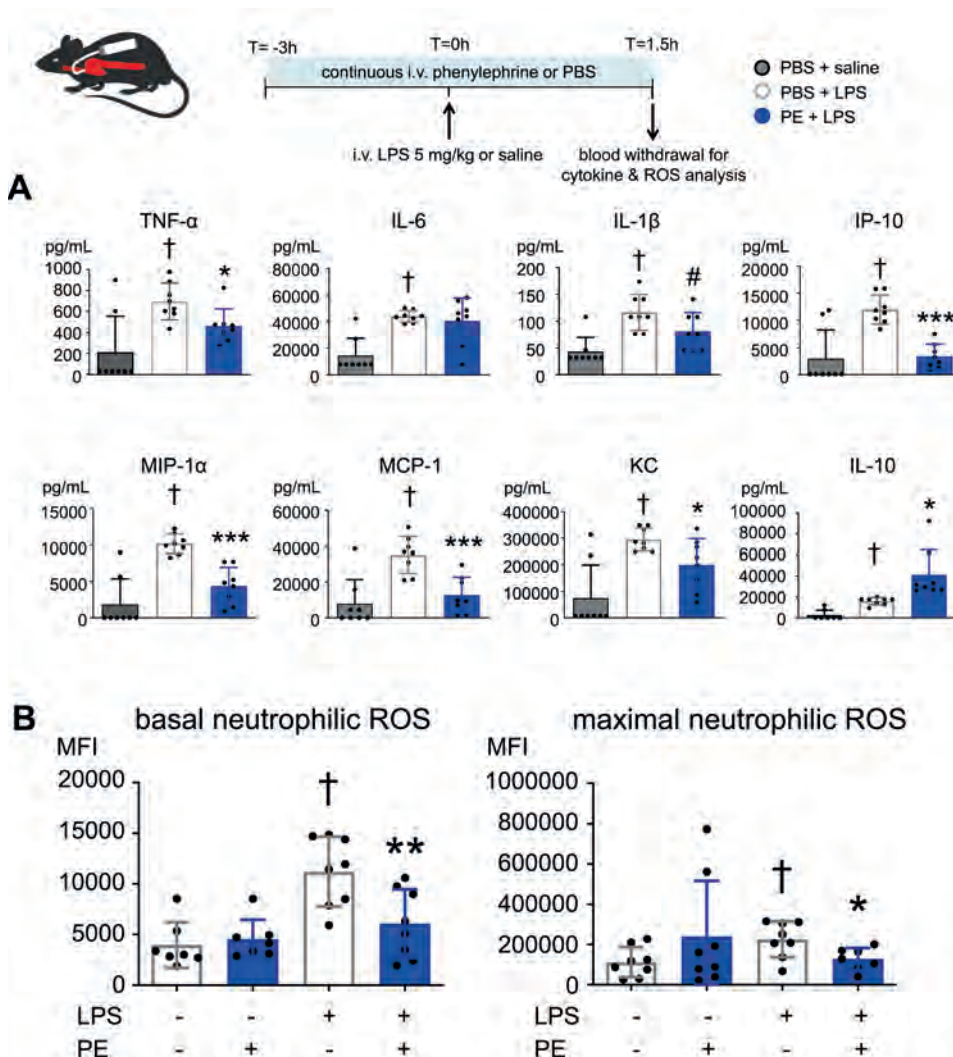 T= -3h T=0h T=1.5h
continuous i.v. phenylephrine or PBS
i.v. LPS 5 mg/kg or saline
blood withdrawal for
cytokine & ROS analysis
PBS + saline
PBS + LPS
PE + LPS
A
TNF-α
pg/mL
1000
800
600
400
200
0
†
*
IL-6
pg/mL
80000
60000
40000
20000
0
†
IL-1β
pg/mL
200
150
100
50
0
†
#
IP-10
pg/mL
20000
15000
10000
5000
0
†
***
MIP-1α
pg/mL
15000
10000
5000
0
†
***
MCP-1
pg/mL
60000
40000
20000
0
†
***
KC
pg/mL
500000
400000
300000
200000
100000
0
†
*
IL-10
pg/mL
100000
80000
60000
40000
20000
0
†
*
B
basal neutrophilic ROS
MFI
20000
15000
10000
5000
0
†
**
LPS - - + +
PE - + - +
maximal neutrophilic ROS
MFI
1000000
800000
600000
400000
200000
0
†
*
LPS - - + +
PE - + - +